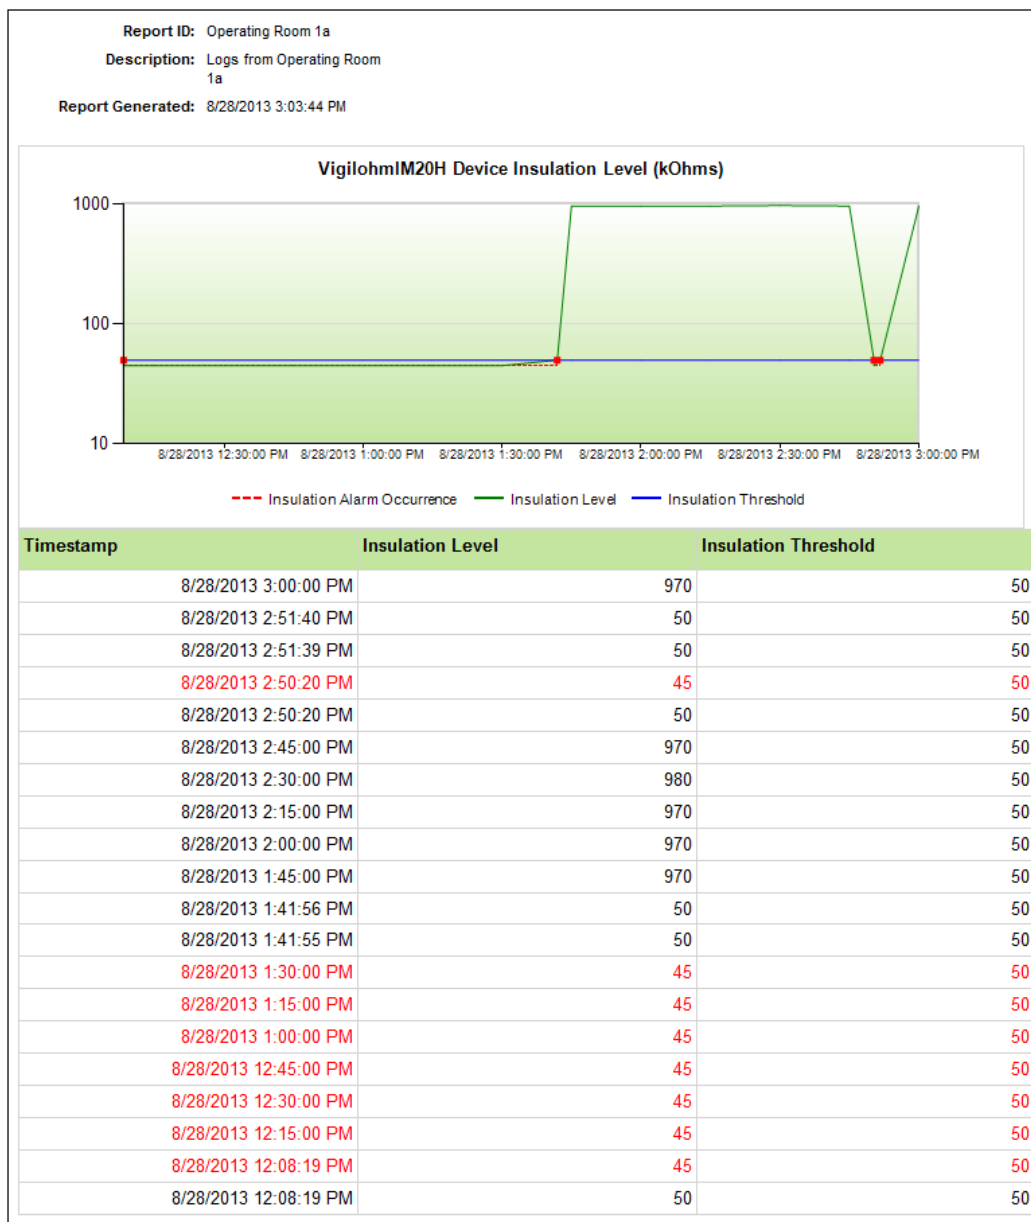 Report ID: Operating Room 1a
Description: Logs from Operating Room
1a
Report Generated: 8/28/2013 3:03:44 PM
VigilohmIM20H Device Insulation Level (kOhms)
1000
100
10
8/28/2013 12:30:00 PM 8/28/2013 1:00:00 PM 8/28/2013 1:30:00 PM 8/28/2013 2:00:00 PM 8/28/2013 2:30:00 PM 8/28/2013 3:00:00 PM
Insulation Alarm Occurrence Insulation Level Insulation Threshold
Timestamp Insulation Level Insulation Threshold
8/28/2013 3:00:00 PM 970 50
8/28/2013 2:51:40 PM 50 50
8/28/2013 2:51:39 PM 50 50
8/28/2013 2:50:20 PM 45 50
8/28/2013 2:50:20 PM 50 50
8/28/2013 2:45:00 PM 970 50
8/28/2013 2:30:00 PM 980 50
8/28/2013 2:15:00 PM 970 50
8/28/2013 2:00:00 PM 970 50
8/28/2013 1:45:00 PM 970 50
8/28/2013 1:41:56 PM 50 50
8/28/2013 1:41:55 PM 50 50
8/28/2013 1:30:00 PM 45 50
8/28/2013 1:15:00 PM 45 50
8/28/2013 1:00:00 PM 45 50
8/28/2013 12:45:00 PM 45 50
8/28/2013 12:30:00 PM 45 50
8/28/2013 12:15:00 PM 45 50
8/28/2013 12:08:19 PM 45 50
8/28/2013 12:08:19 PM 50 50